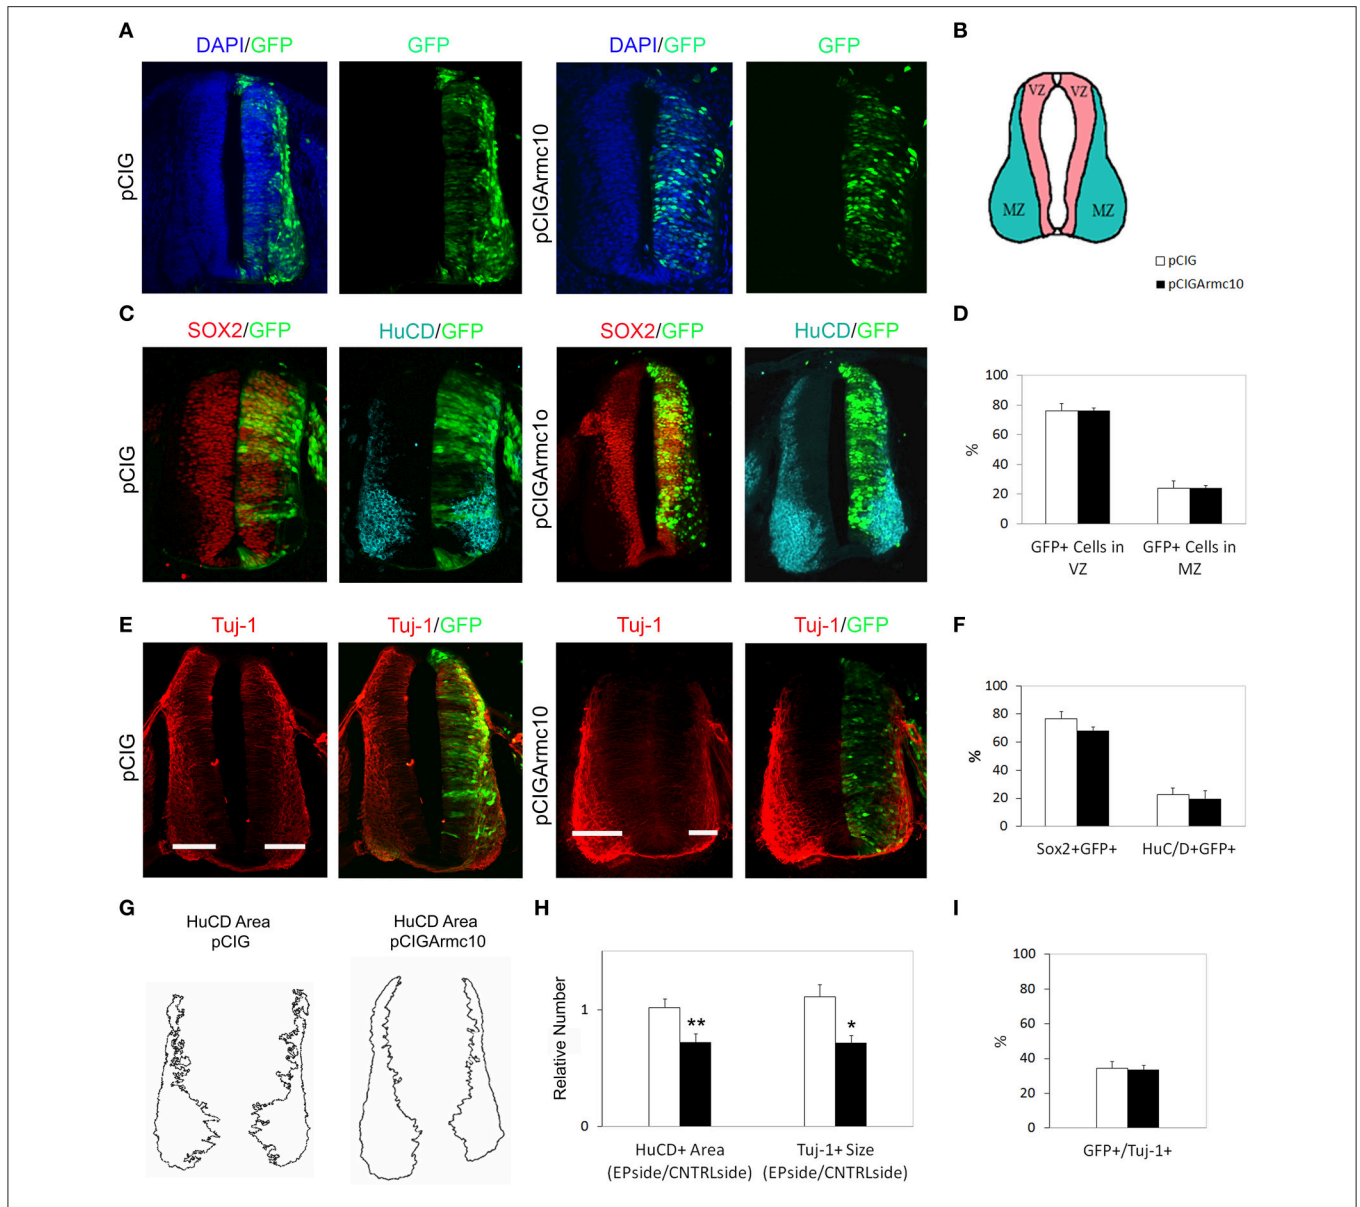 A
DAPI/GFP
GFP
DAPI/GFP
GFP
pCIG
pCIGArmc10
B
VZ
VZ
MZ
MZ
pCIG
pCIGArmc10
C
SOX2/GFP
HuCD/GFP
SOX2/GFP
HuCD/GFP
pCIG
pCIGArmc1o
D
100
80
60
40
20
0
%
GFP+ Cells in
VZ
GFP+ Cells in
MZ
E
Tuj-1
Tuj-1/GFP
Tuj-1
Tuj-1/GFP
pCIG
pCIGArmc10
F
100
80
60
40
20
0
%
Sox2+GFP+
HuC/D+GFP+
G
HuCD Area
pCIG
HuCD Area
pCIGArmc10
H
Relative Number
1
0
**
*
HuCD+ Area
(EPside/CNTRLside)
Tuj-1+ Size
(EPside/CNTRLside)
I
100
80
60
40
20
0
%
GFP+/Tuj-1+